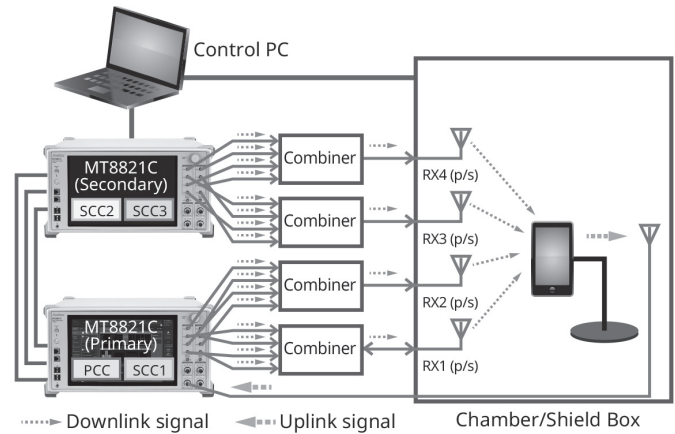 Control PC
MT8821C
(Secondary)
SCC2
SCC3
Combiner
RX4 (p/s)
Combiner
RX3 (p/s)
Combiner
RX2 (p/s)
MT8821C
(Primary)
PCC
SCC1
Combiner
RX1 (p/s)
Downlink signal
Uplink signal
Chamber/Shield Box